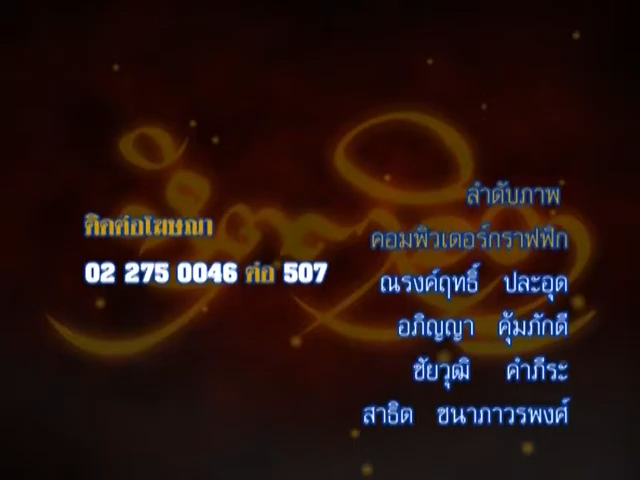 ติดต่อโฆษณา
02 275 0046 ต่อ 507
ลำดับภาพ
คอมพิวเตอร์กราฟฟิก
ณรงค์ฤทธิ์ ปละอุด
อภิญญา คุ้มภักดี
ชัยวุฒิ คำภีระ
สาธิต ชนาภาวรพงศ์